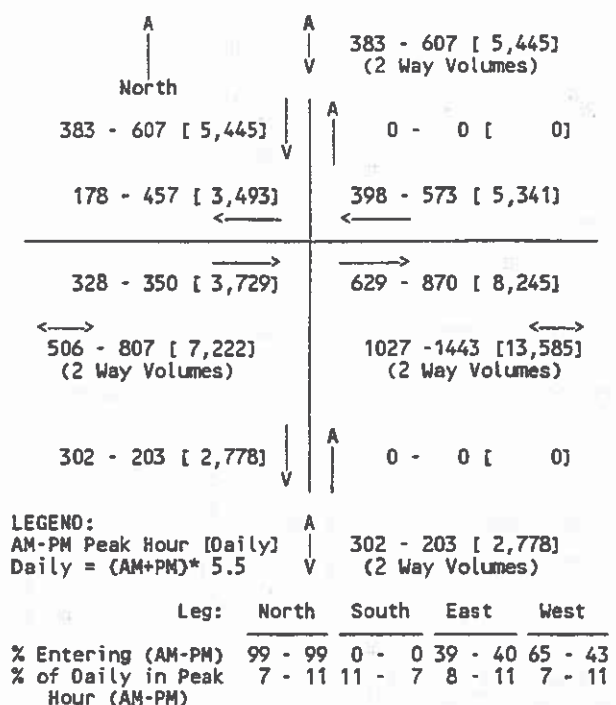 A A
383 - 607 [ 5,445]
V (2 Way Volumes)
North
383 - 607 [ 5,445] A 0 - 0 [ 0]
V
178 - 457 [ 3,493] 398 - 573 [ 5,341]
<---- <----
----> ---->
328 - 350 [ 3,729] 629 - 870 [ 8,245]
<----> <---->
506 - 807 [ 7,222] 1027 -1443 [13,585]
(2 Way Volumes) (2 Way Volumes)
302 - 203 [ 2,778] A 0 - 0 [ 0]
V
LEGEND: A
AM-PM Peak Hour [Daily] 302 - 203 [ 2,778]
Daily = (AM+PM)* 5.5 V (2 Way Volumes)
Leg: North South East West
% Entering (AM-PM) 99 - 99 0 - 0 39 - 40 65 - 43
% of Daily in Peak 7 - 11 11 - 7 8 - 11 7 - 11
Hour (AM-PM)